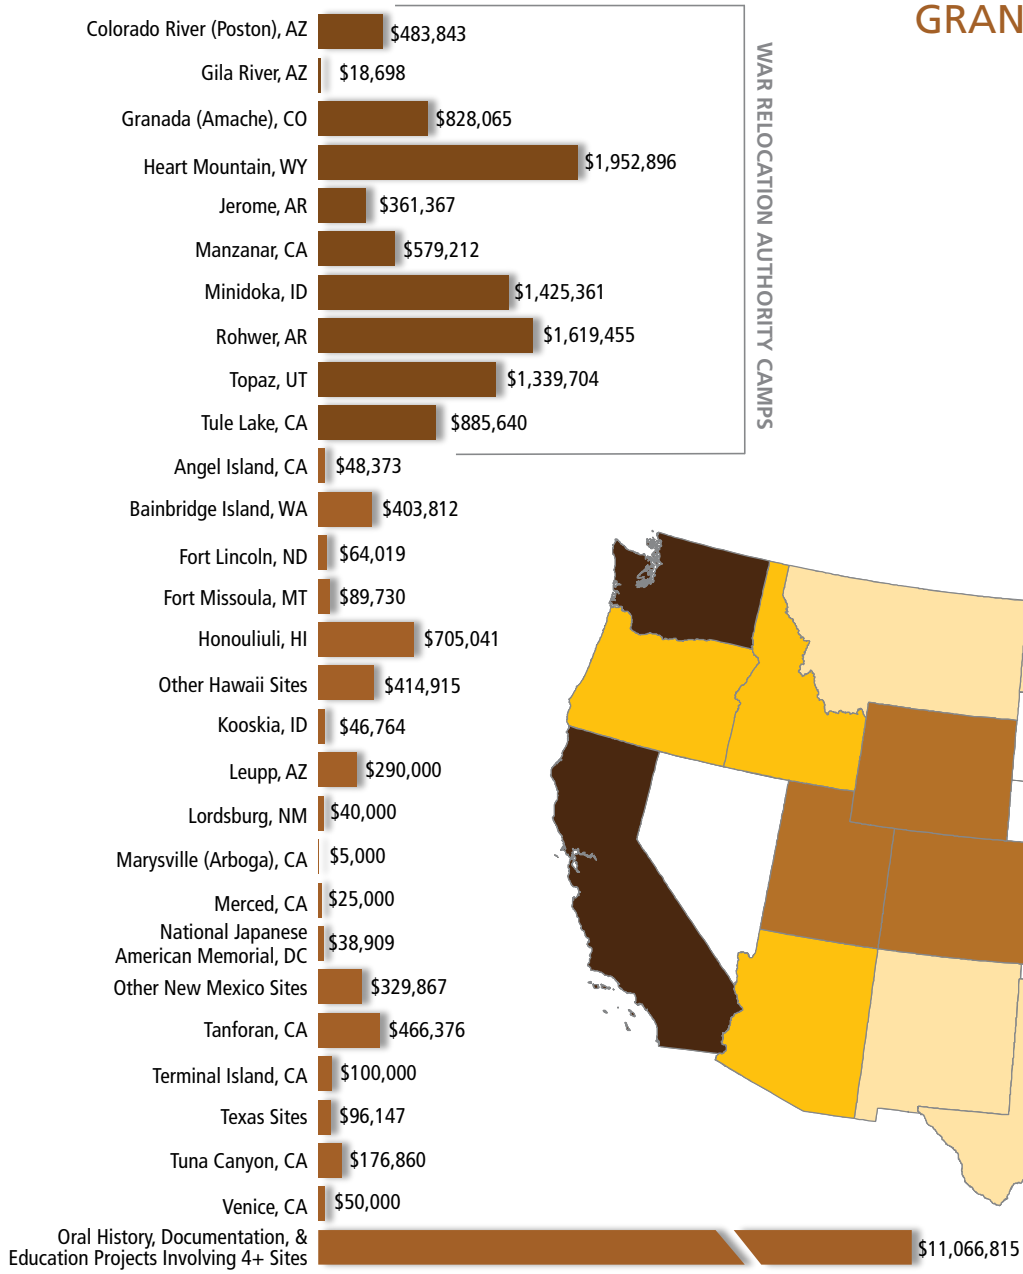 GRAN
Colorado River (Poston), AZ $483,843
Gila River, AZ $18,698
Granada (Amache), CO $828,065
Heart Mountain, WY $1,952,896
Jerome, AR $361,367
Manzanar, CA $579,212
Minidoka, ID $1,425,361
Rohwer, AR $1,619,455
Topaz, UT $1,339,704
Tule Lake, CA $885,640
WAR RELOCATION AUTHORITY CAMPS
Angel Island, CA $48,373
Bainbridge Island, WA $403,812
Fort Lincoln, ND $64,019
Fort Missoula, MT $89,730
Honouliuli, HI $705,041
Other Hawaii Sites $414,915
Kooskia, ID $46,764
Leupp, AZ $290,000
Lordsburg, NM $40,000
Marysville (Arboga), CA $5,000
Merced, CA $25,000
National Japanese
American Memorial, DC $38,909
Other New Mexico Sites $329,867
Tanforan, CA $466,376
Terminal Island, CA $100,000
Texas Sites $96,147
Tuna Canyon, CA $176,860
Venice, CA $50,000
Oral History, Documentation, &
Education Projects Involving 4+ Sites $11,066,815